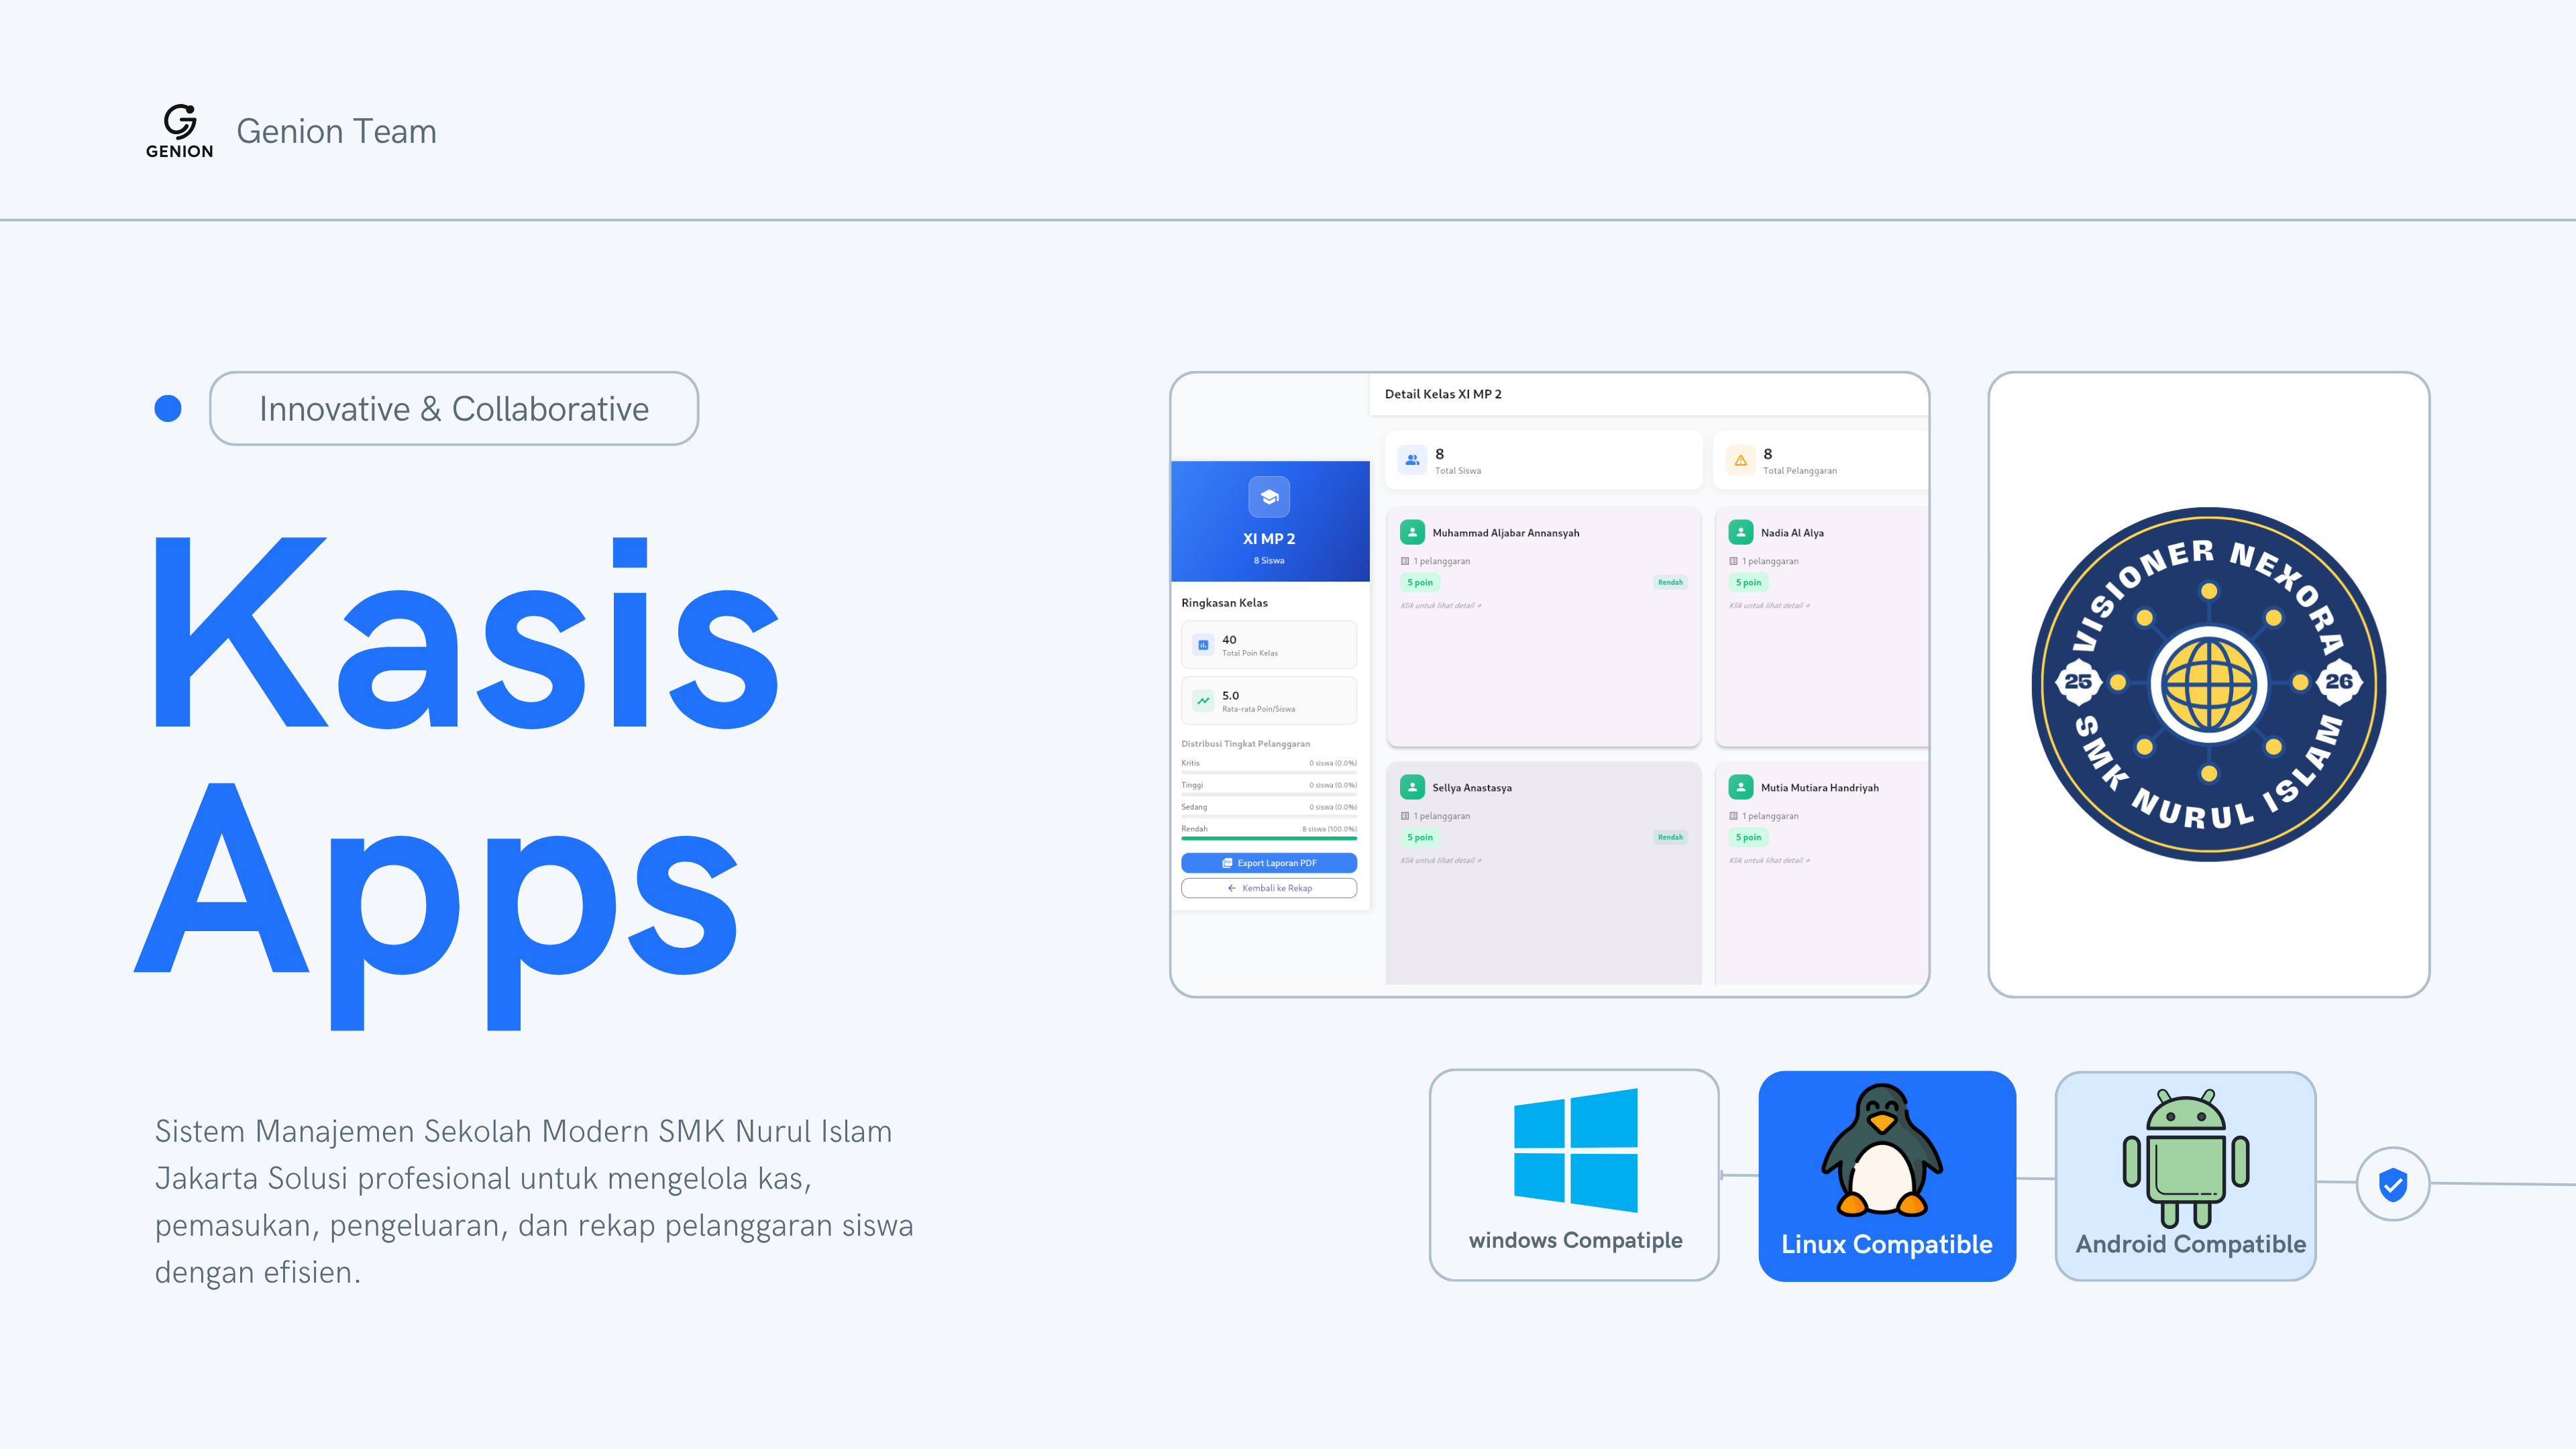 GENION
Genion Team
Innovative & Collaborative
Kasis
Apps
Sistem Manajemen Sekolah Modern SMK Nurul Islam
Jakarta Solusi profesional untuk mengelola kas,
pemasukan, pengeluaran, dan rekap pelanggaran siswa
dengan efisien.
XI MP 2
8 Siswa
Ringkasan Kelas
40
Total Poin Kelas
5.0
Rata-rata Poin/Siswa
Distribusi Tingkat Pelanggaran
Kritis 0 siswa (0.0%)
Tinggi 0 siswa (0.0%)
Sedang 0 siswa (0.0%)
Rendah 8 siswa (100.0%)
Export Laporan PDF
← Kembali ke Rekap
Detail Kelas XI MP 2
8
Total Siswa
8
Total Pelanggaran
Muhammad Aljabar Annansyah
1 pelanggaran
5 poin Rendah
Klik untuk lihat detail →
Nadia Al Alya
1 pelanggaran
5 poin
Klik untuk lihat detail →
Sellya Anastasya
1 pelanggaran
5 poin Rendah
Klik untuk lihat detail →
Mutia Mutiara Handriyah
1 pelanggaran
5 poin
Klik untuk lihat detail →
VISIONER NEXORA
25 26
SMK NURUL ISLAM
windows Compatiple
Linux Compatible
Android Compatible